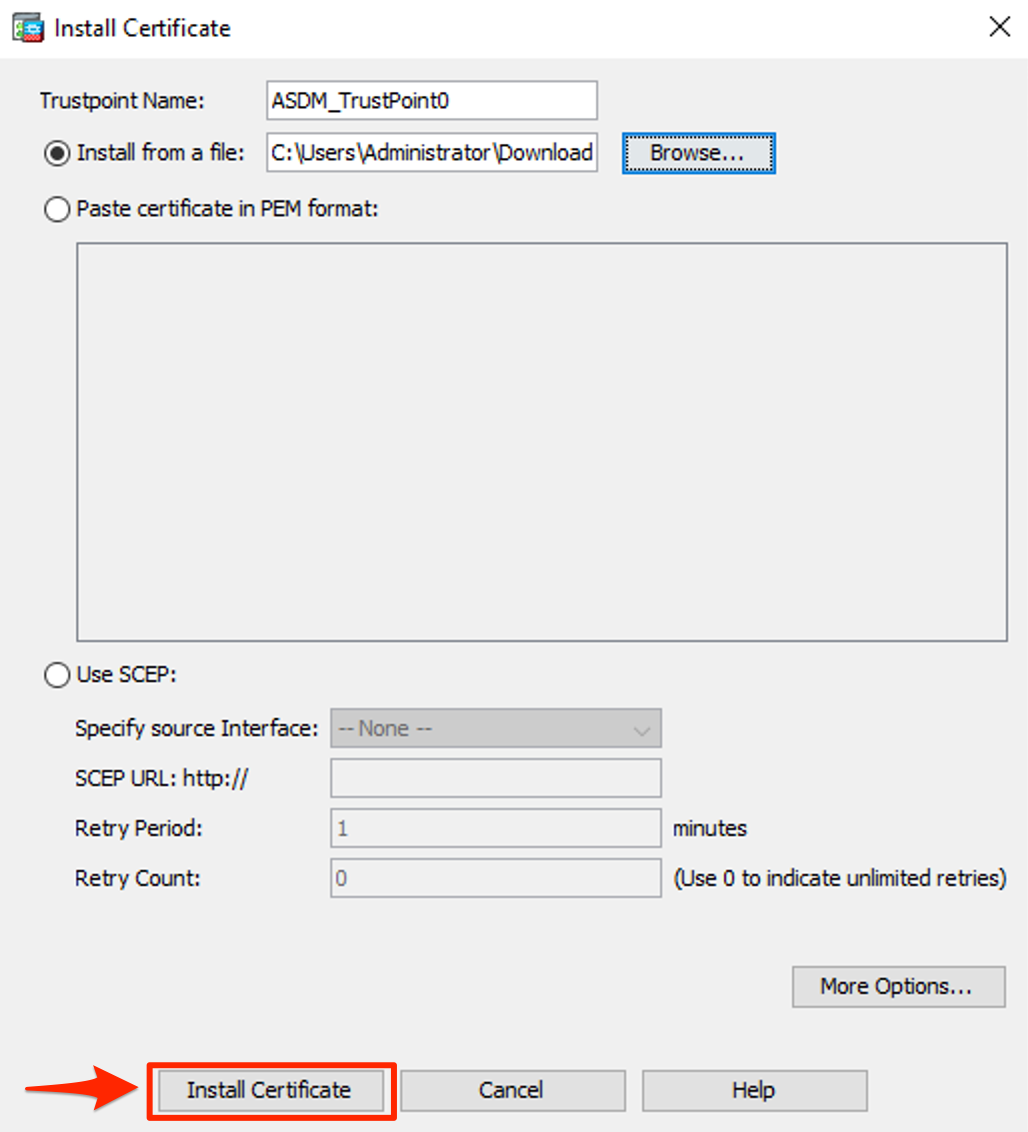 Install Certificate
Trustpoint Name: ASDM_TrustPoint0
Install from a file: C:\Users\Administrator\Download Browse...
Paste certificate in PEM format:
Use SCEP:
Specify source Interface: -- None --
SCEP URL: http://
Retry Period: 1 minutes
Retry Count: 0 (Use 0 to indicate unlimited retries)
More Options...
Install Certificate Cancel Help